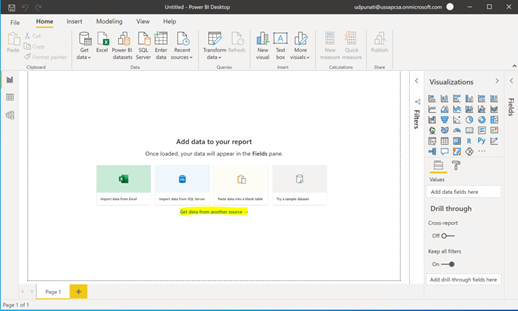 Untitled - Power BI Desktop
udpunati@ussapcsa.onmicrosoft.com
File Home Insert Modeling View Help
Paste
Cut
Copy
Format painter
Clipboard
Get data
Excel
Power BI datasets
SQL Server
Enter data
Recent sources
Data
Transform data
Refresh
Queries
New visual
Text box
More visuals
Insert
New measure
Quick measure
Calculations
Publish
Share
Add data to your report
Once loaded, your data will appear in the Fields pane.
Import data from Excel
Import data from SQL Server
Paste data into a blank table
Try a sample dataset
Get data from another source →
Filters
Visualizations
R Py
Values
Add data fields here
Drill through
Cross-report
Off
Keep all filters
On
Add drill-through fields here
Fields
Page 1
Page 1 of 1